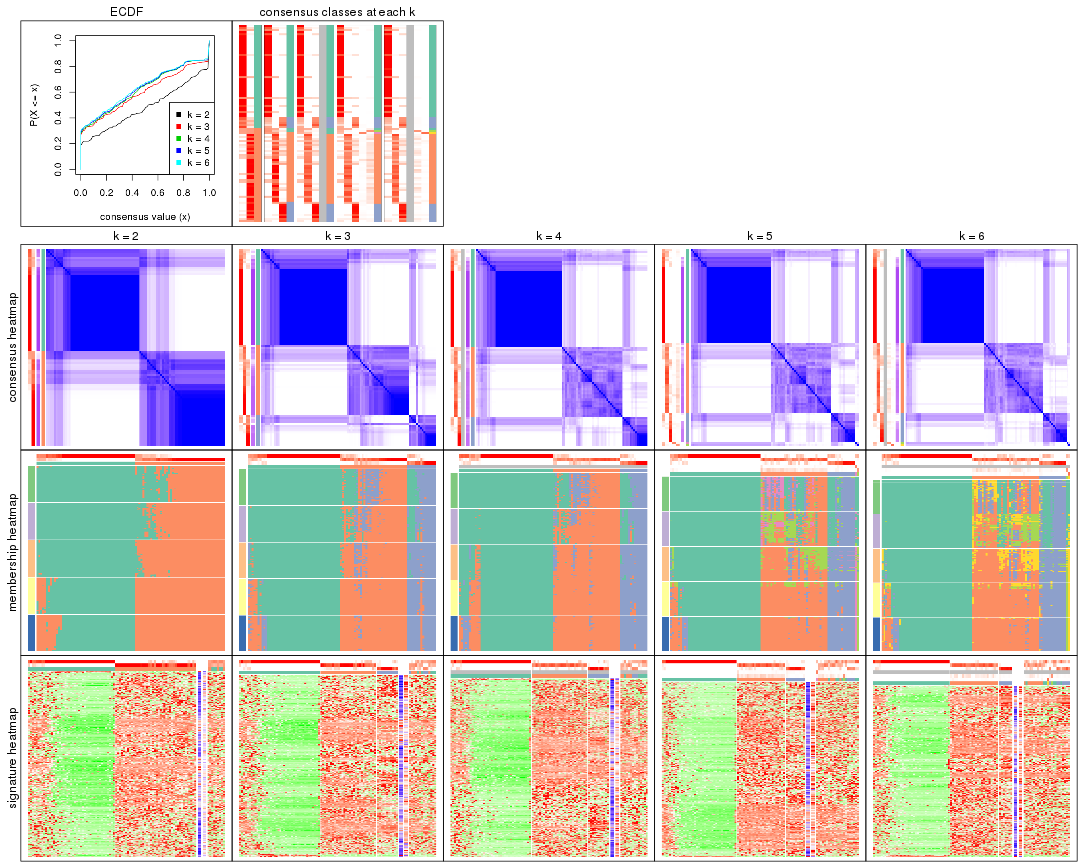 ECDF
consensus classes at each k
P(X <= x)
0.0 0.2 0.4 0.6 0.8 1.0
k = 2
k = 3
k = 4
k = 5
k = 6
0.0 0.2 0.4 0.6 0.8 1.0
consensus value (x)
k = 2
k = 3
k = 4
k = 5
k = 6
consensus heatmap
membership heatmap
signature heatmap